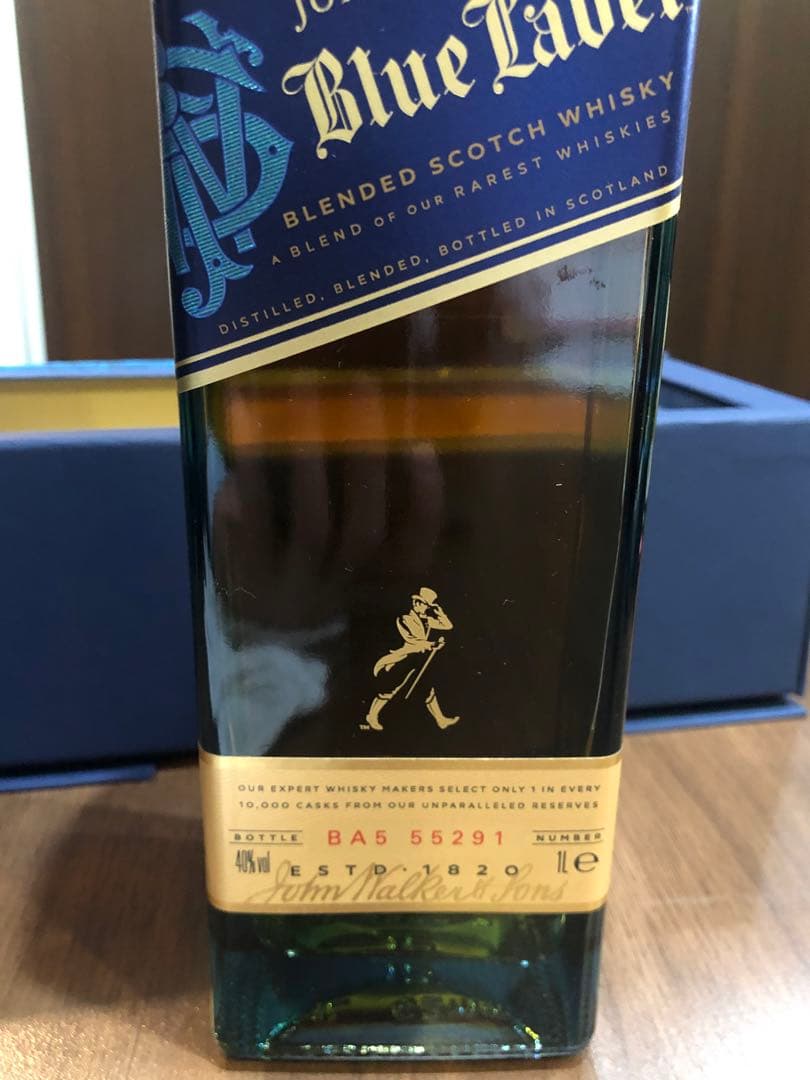 Blue Label
BLENDED SCOTCH WHISKY
A BLEND OF OUR RAREST WHISKIES
DISTILLED, BLENDED, BOTTLED IN SCOTLAND
TM
OUR EXPERT WHISKY MAKERS SELECT ONLY 1 IN EVERY
10,000 CASKS FROM OUR UNPARALLELED RESERVES
BOTTLE BA5 55291 NUMBER
40%vol ESTD·1820 1L e
John Walker & Sons